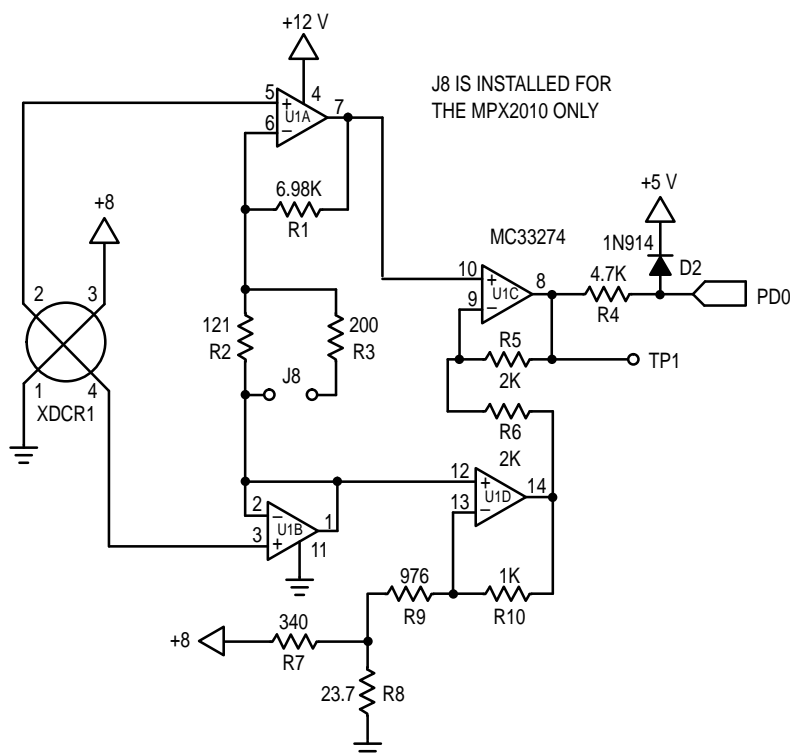 +12 V
J8 IS INSTALLED FOR
THE MPX2010 ONLY
5
4
7
6
U1A
+
−
6.98K
R1
+8
+5 V
MC33274
1N914
D2
10
8
9
U1C
+
−
4.7K
R4
PD0
2
3
1
4
XDCR1
121
R2
200
R3
J8
R5
2K
TP1
R6
2K
12
14
13
U1D
+
−
2
1
3
U1B
−
+
11
976
R9
1K
R10
+8
340
R7
23.7
R8